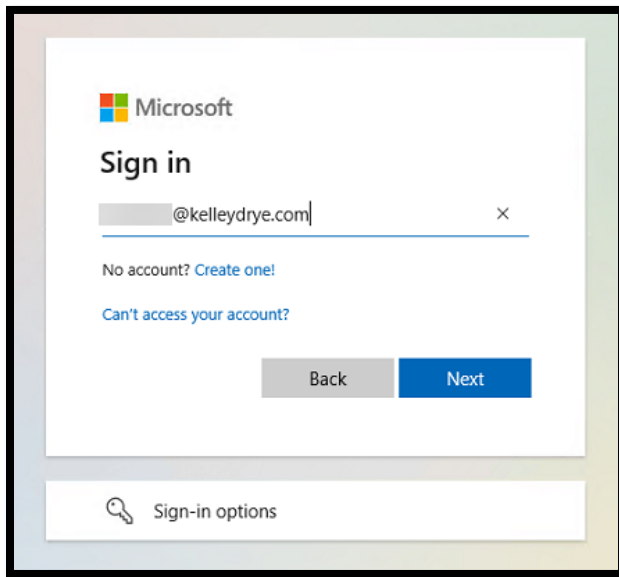 Microsoft
Sign in
@kelleydrye.com
No account? Create one!
Can't access your account?
Back Next
Sign-in options